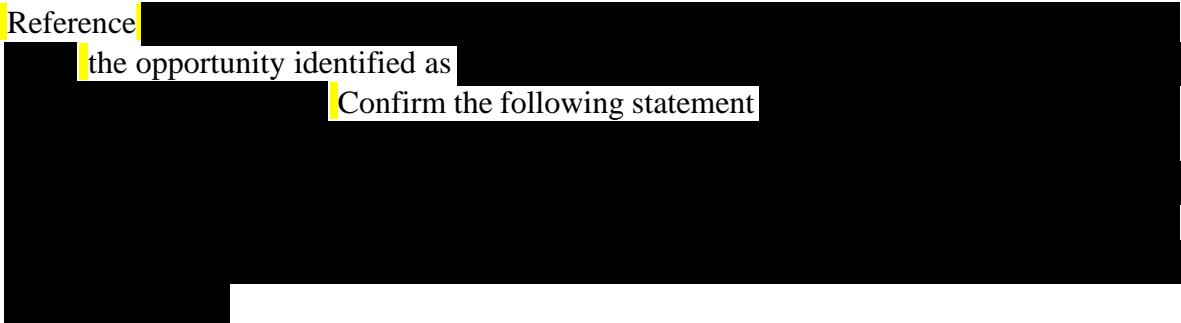 Reference
the opportunity identified as
Confirm the following statement